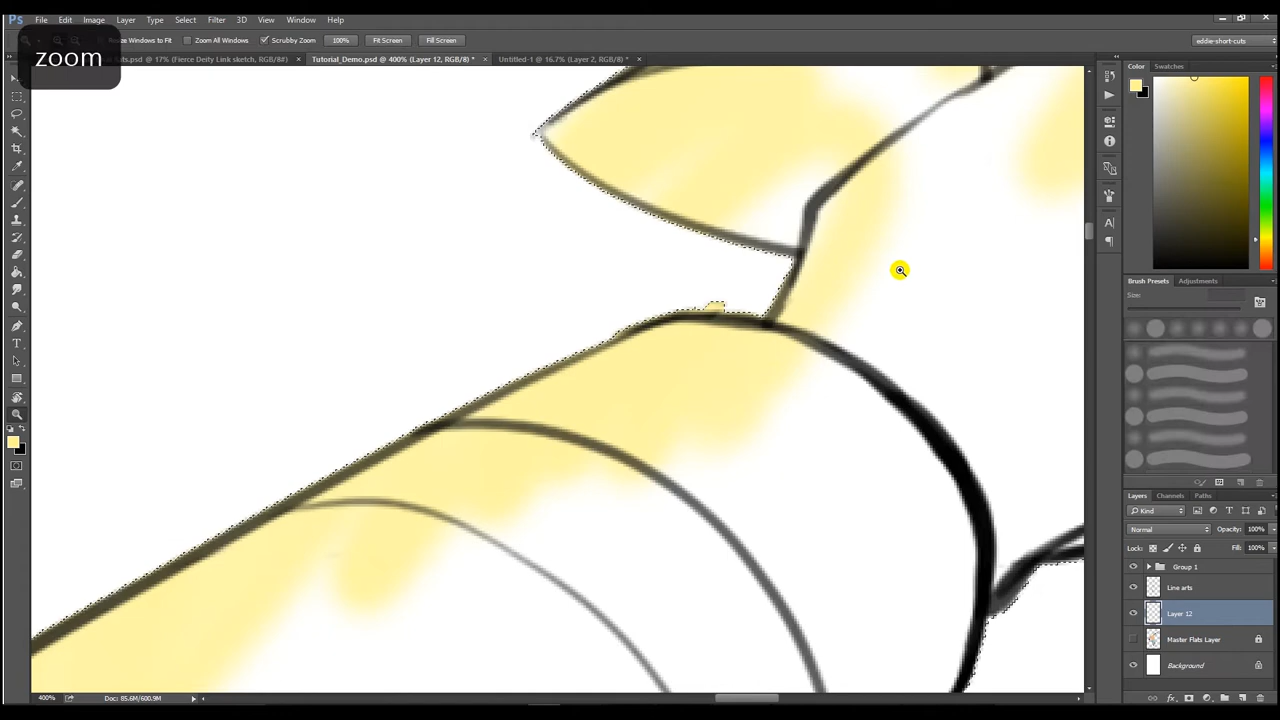 Ps File Edit Image Layer Type Select Filter 3D View Window Help
zoom
Resize Windows to Fit Zoom All Windows Scrubby Zoom 100% Fit Screen Fill Screen eddie-short-cuts
.psd @ 17% (Fierce Deity Link sketch, RGB/8#) × Tutorial_Demo.psd @ 400% (Layer 12, RGB/8) * × Untitled-1 @ 16.7% (Layer 2, RGB/8) * ×
Color Swatches
Brush Presets Adjustments
Size:
Layers Channels Paths
Kind
Normal Opacity: 100%
Lock: Fill: 100%
Group 1
Line arts
Layer 12
Master Flats Layer
Background
400% Doc: 85.6M/600.9M